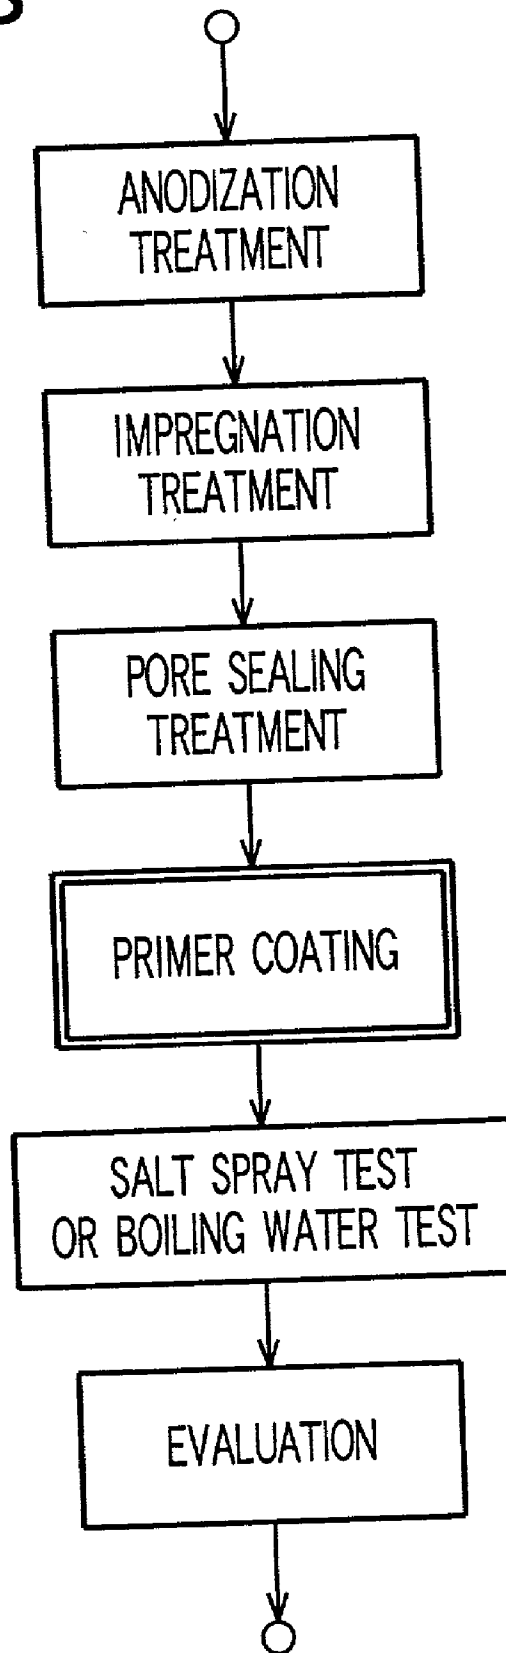 ANODIZATION
TREATMENT
IMPREGNATION
TREATMENT
PORE SEALING
TREATMENT
PRIMER COATING
SALT SPRAY TEST
OR BOILING WATER TEST
EVALUATION